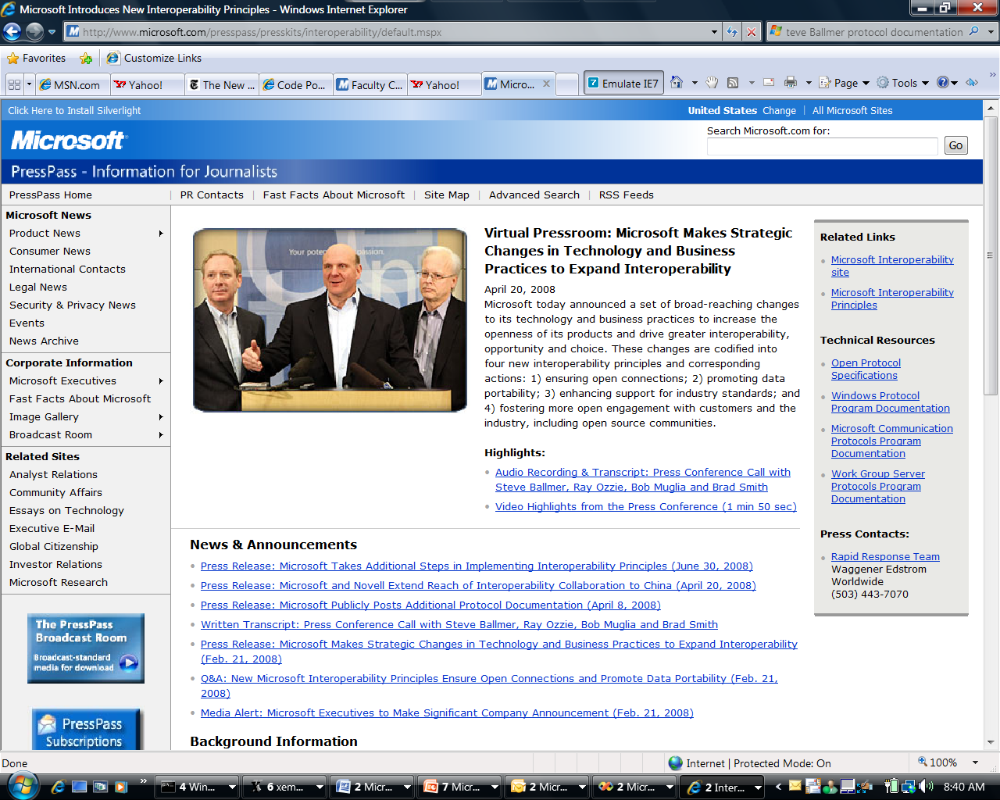 Microsoft Introduces New Interoperability Principles - Windows Internet Explorer
http://www.microsoft.com/presspass/presskits/interoperability/default.mspx
teve Ballmer protocol documentation
Favorites
Customize Links
MSN.com
Yahoo!
The New ...
Code Po...
Faculty C...
Yahoo!
Micro...
Emulate IE7
Page
Tools
Click Here to Install Silverlight
United States Change | All Microsoft Sites
Microsoft
Search Microsoft.com for:
Go
PressPass - Information for Journalists
PressPass Home | PR Contacts | Fast Facts About Microsoft | Site Map | Advanced Search | RSS Feeds
Microsoft News
Product News
Consumer News
International Contacts
Legal News
Security & Privacy News
Events
News Archive
Corporate Information
Microsoft Executives
Fast Facts About Microsoft
Image Gallery
Broadcast Room
Related Sites
Analyst Relations
Community Affairs
Essays on Technology
Executive E-Mail
Global Citizenship
Investor Relations
Microsoft Research
The PressPass
Broadcast Room
Broadcast-standard
media for download
PressPass
Subscriptions
Virtual Pressroom: Microsoft Makes Strategic
Changes in Technology and Business
Practices to Expand Interoperability
April 20, 2008
Microsoft today announced a set of broad-reaching changes
to its technology and business practices to increase the
openness of its products and drive greater interoperability,
opportunity and choice. These changes are codified into
four new interoperability principles and corresponding
actions: 1) ensuring open connections; 2) promoting data
portability; 3) enhancing support for industry standards; and
4) fostering more open engagement with customers and the
industry, including open source communities.
Highlights:
Audio Recording & Transcript: Press Conference Call with
Steve Ballmer, Ray Ozzie, Bob Muglia and Brad Smith
Video Highlights from the Press Conference (1 min 50 sec)
News & Announcements
Press Release: Microsoft Takes Additional Steps in Implementing Interoperability Principles (June 30, 2008)
Press Release: Microsoft and Novell Extend Reach of Interoperability Collaboration to China (April 20, 2008)
Press Release: Microsoft Publicly Posts Additional Protocol Documentation (April 8, 2008)
Written Transcript: Press Conference Call with Steve Ballmer, Ray Ozzie, Bob Muglia and Brad Smith
Press Release: Microsoft Makes Strategic Changes in Technology and Business Practices to Expand Interoperability
(Feb. 21, 2008)
Q&A: New Microsoft Interoperability Principles Ensure Open Connections and Promote Data Portability (Feb. 21,
2008)
Media Alert: Microsoft Executives to Make Significant Company Announcement (Feb. 21, 2008)
Background Information
Related Links
Microsoft Interoperability
site
Microsoft Interoperability
Principles
Technical Resources
Open Protocol
Specifications
Windows Protocol
Program Documentation
Microsoft Communication
Protocols Program
Documentation
Work Group Server
Protocols Program
Documentation
Press Contacts:
Rapid Response Team
Waggener Edstrom
Worldwide
(503) 443-7070
Done
Internet | Protected Mode: On
100%
4 Win...
6 xem...
2 Micr...
7 Micr...
2 Micr...
2 Micr...
2 Inter...
8:40 AM